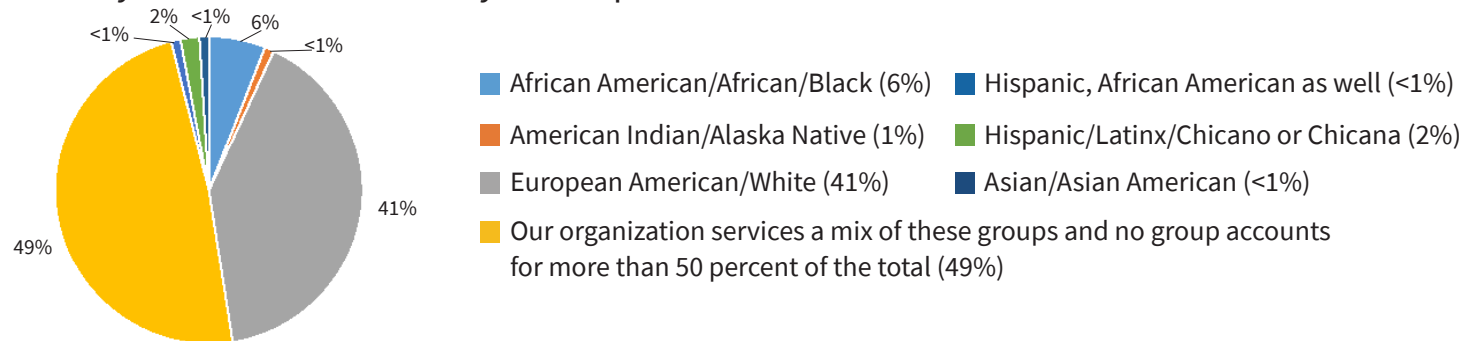 2%
<1%
6%
<1%
<1%
41%
49%
African American/African/Black (6%)
Hispanic, African American as well (<1%)
American Indian/Alaska Native (1%)
Hispanic/Latinx/Chicano or Chicana (2%)
European American/White (41%)
Asian/Asian American (<1%)
Our organization services a mix of these groups and no group accounts
for more than 50 percent of the total (49%)